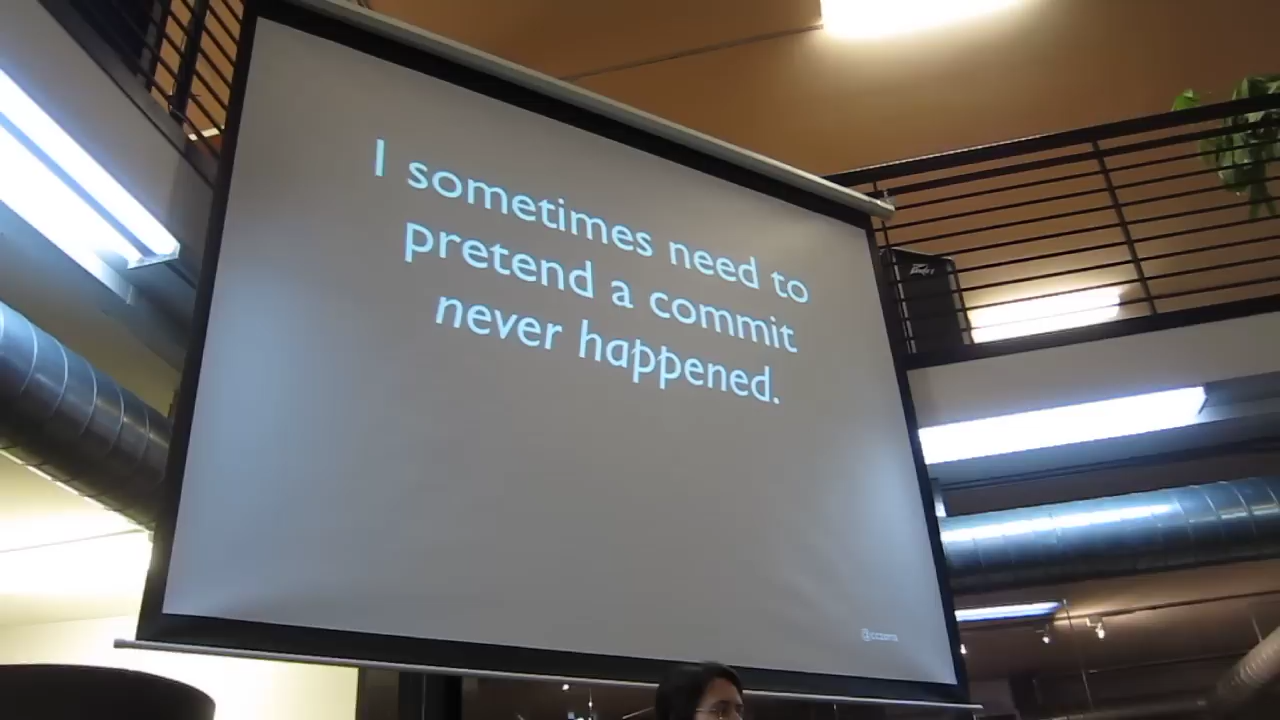 I sometimes need to
pretend a commit
never happened.